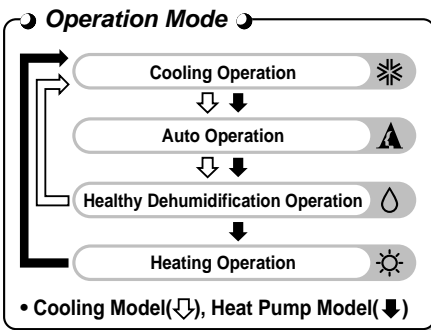 Operation Mode
Cooling Operation
Auto Operation
Healthy Dehumidification Operation
Heating Operation
• Cooling Model(⇩), Heat Pump Model(⬇)